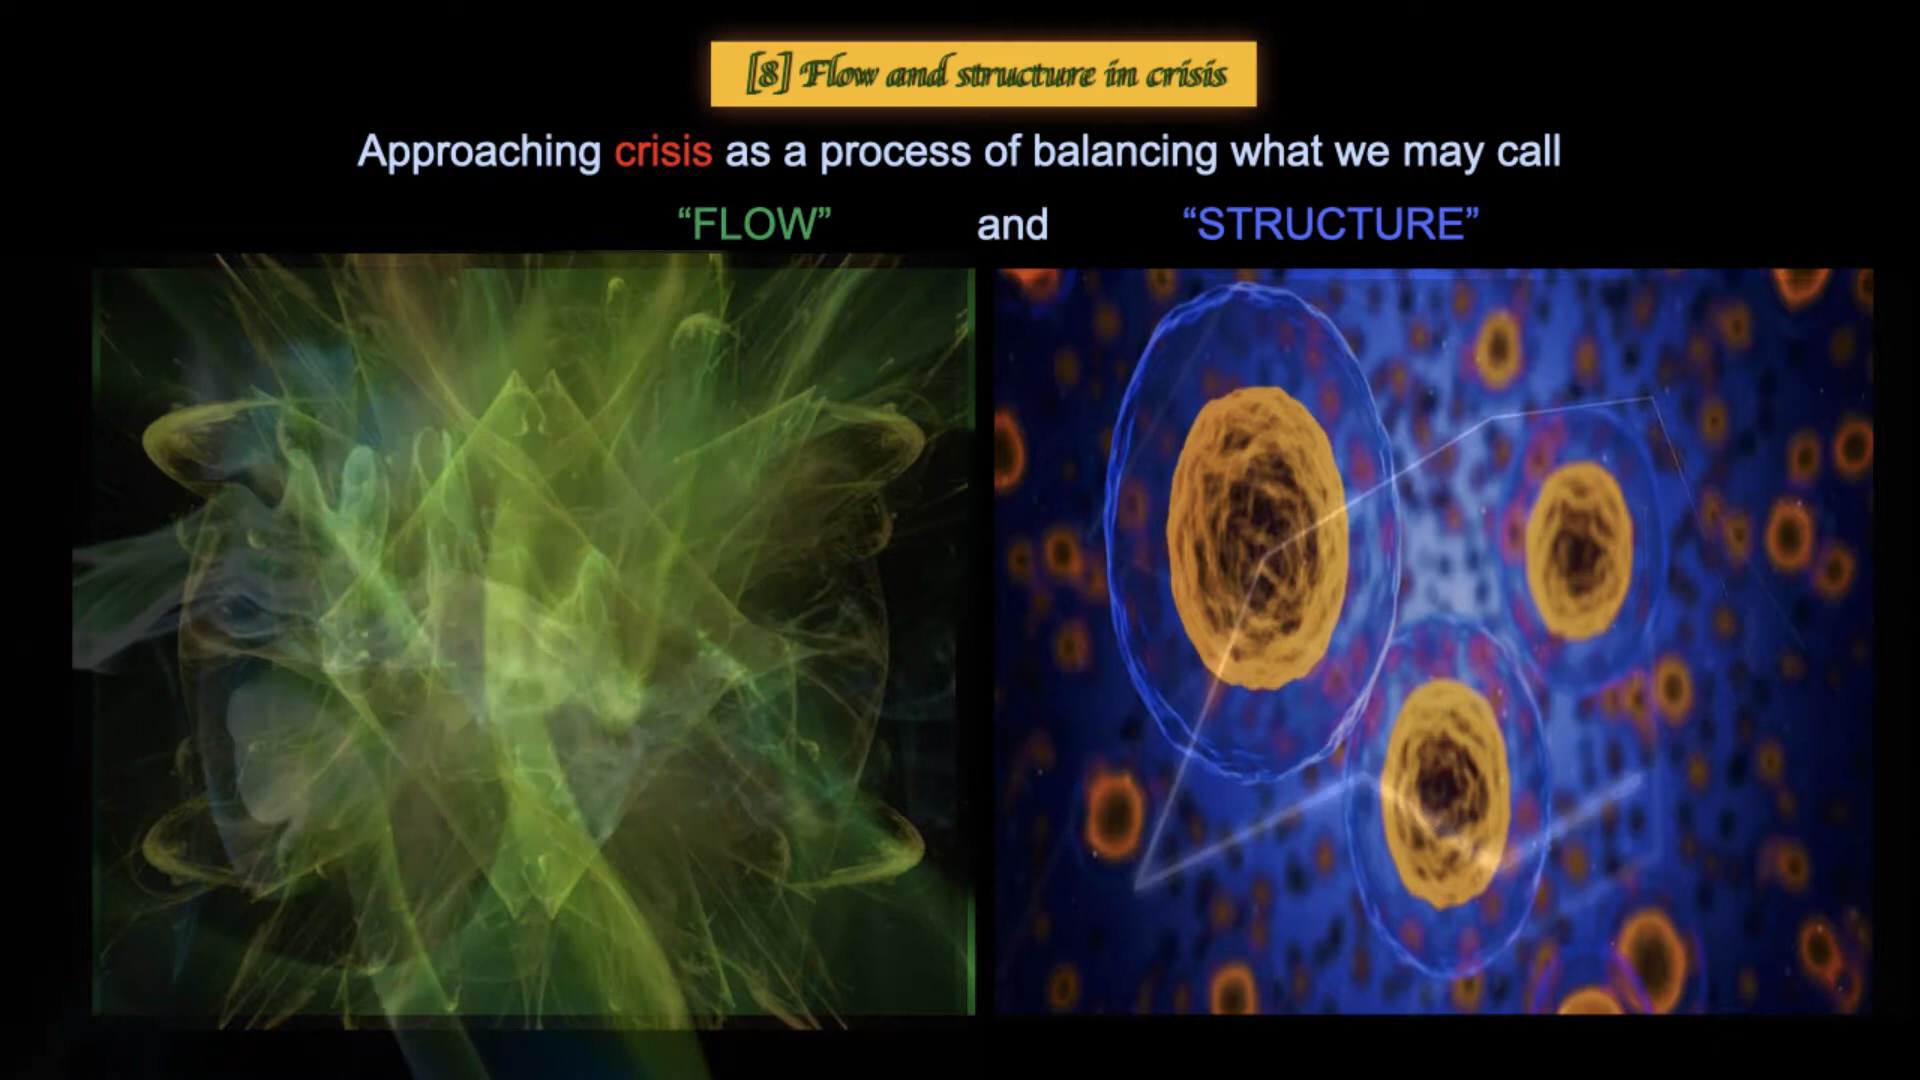 [8] Flow and structure in crisis
Approaching crisis as a process of balancing what we may call
“FLOW” and “STRUCTURE”